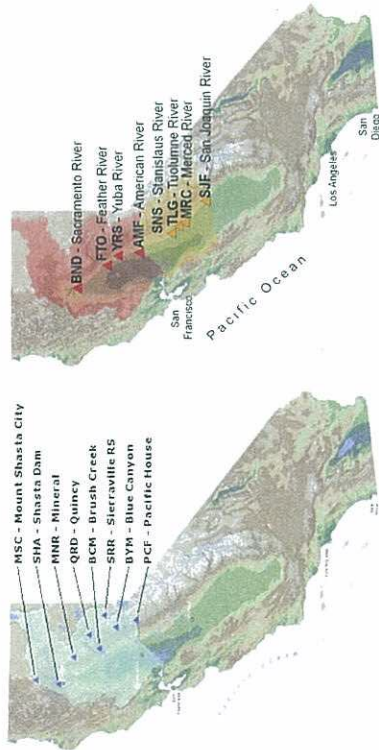 MSC - Mount Shasta City
SHA - Shasta Dam
MNR - Mineral
QRD - Quincy
BCM - Brush Creek
SRR - Sierraville RS
BYM - Blue Canyon
PCF - Pacific House
BND - Sacramento River
FTO - Feather River
YRS - Yuba River
AMF - American River
SNS - Stanislaus River
TLG - Tuolumne River
MRC - Merced River
SJF - San Joaquin River
San
Francisco
Pacific Ocean
Los Angeles
San
Diego